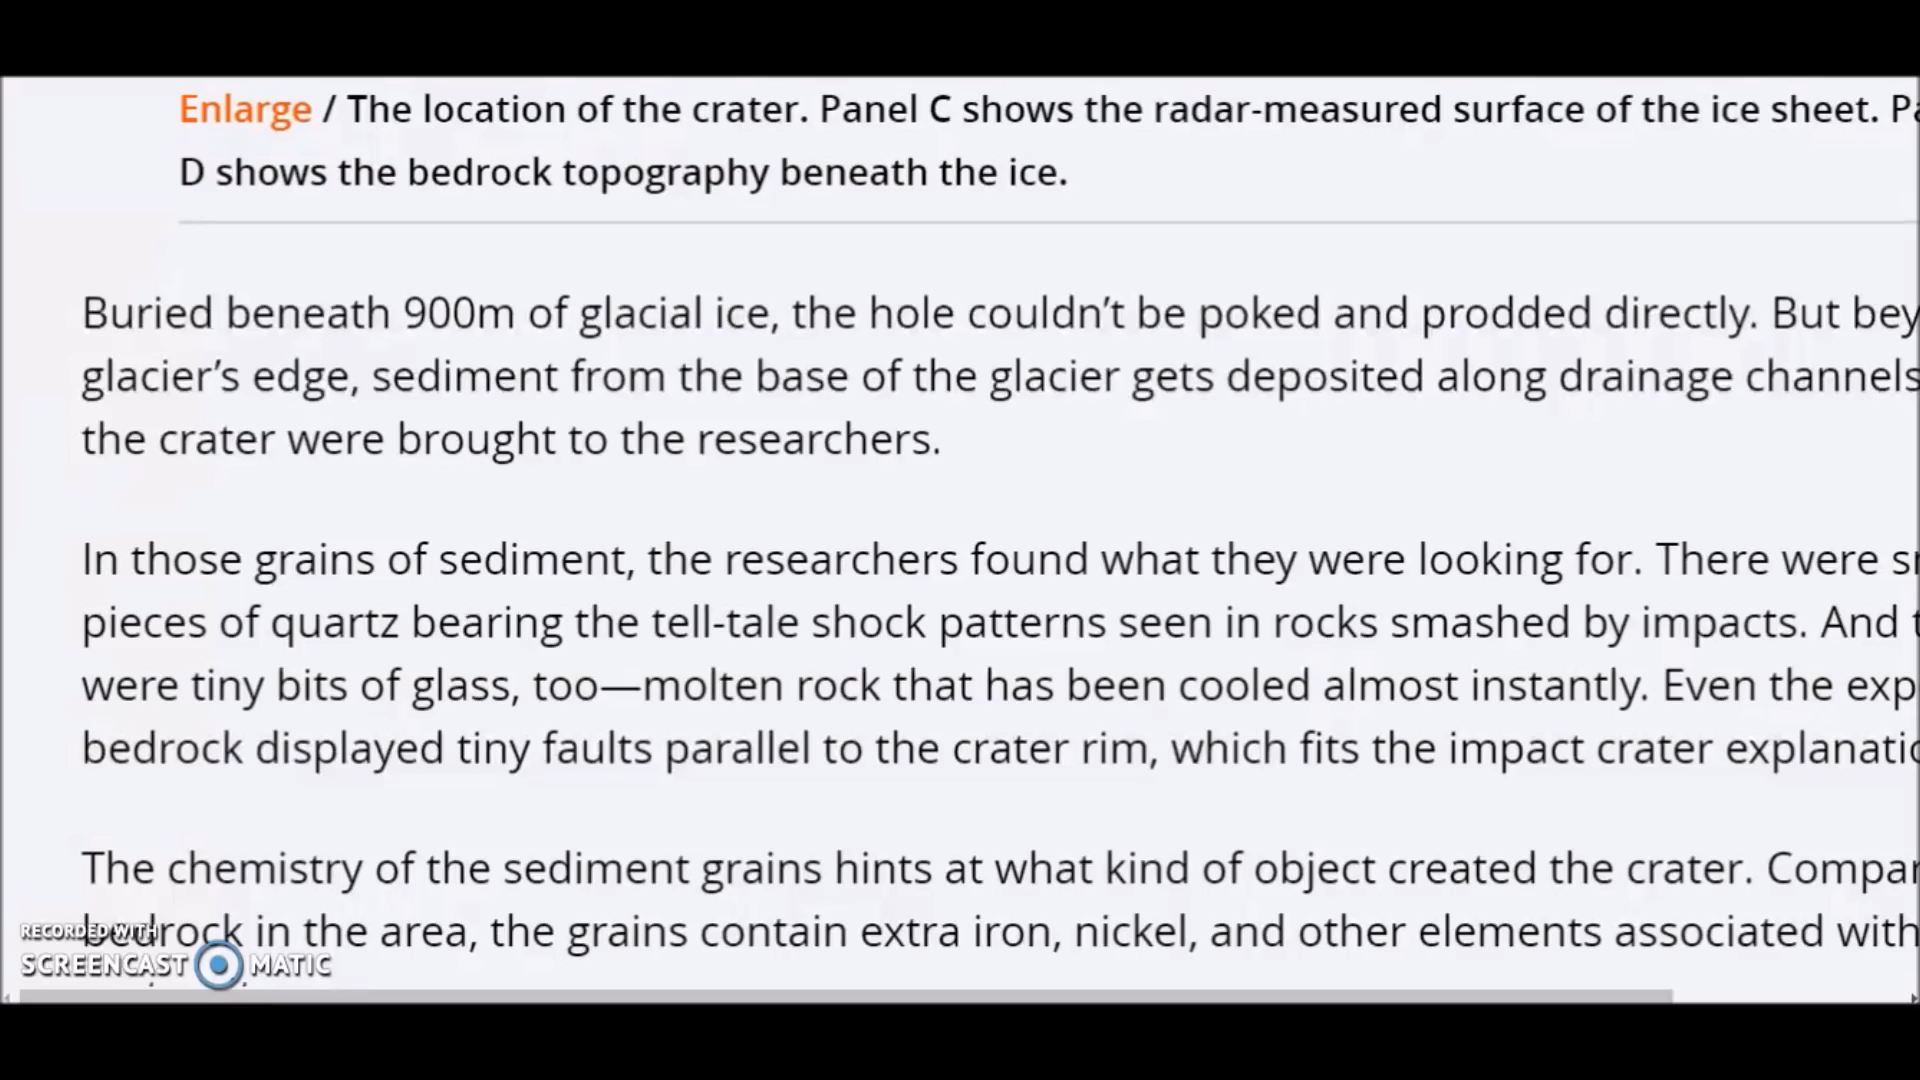 Enlarge / The location of the crater. Panel C shows the radar-measured surface of the ice sheet.
D shows the bedrock topography beneath the ice.
Buried beneath 900m of glacial ice, the hole couldn’t be poked and prodded directly. But
glacier’s edge, sediment from the base of the glacier gets deposited along drainage channels
the crater were brought to the researchers.
In those grains of sediment, the researchers found what they were looking for. There were
pieces of quartz bearing the tell-tale shock patterns seen in rocks smashed by impacts. And
were tiny bits of glass, too—molten rock that has been cooled almost instantly. Even the
bedrock displayed tiny faults parallel to the crater rim, which fits the impact crater
The chemistry of the sediment grains hints at what kind of object created the crater.
bedrock in the area, the grains contain extra iron, nickel, and other elements associated with
RECORDED WITH
SCREENCAST MATIC